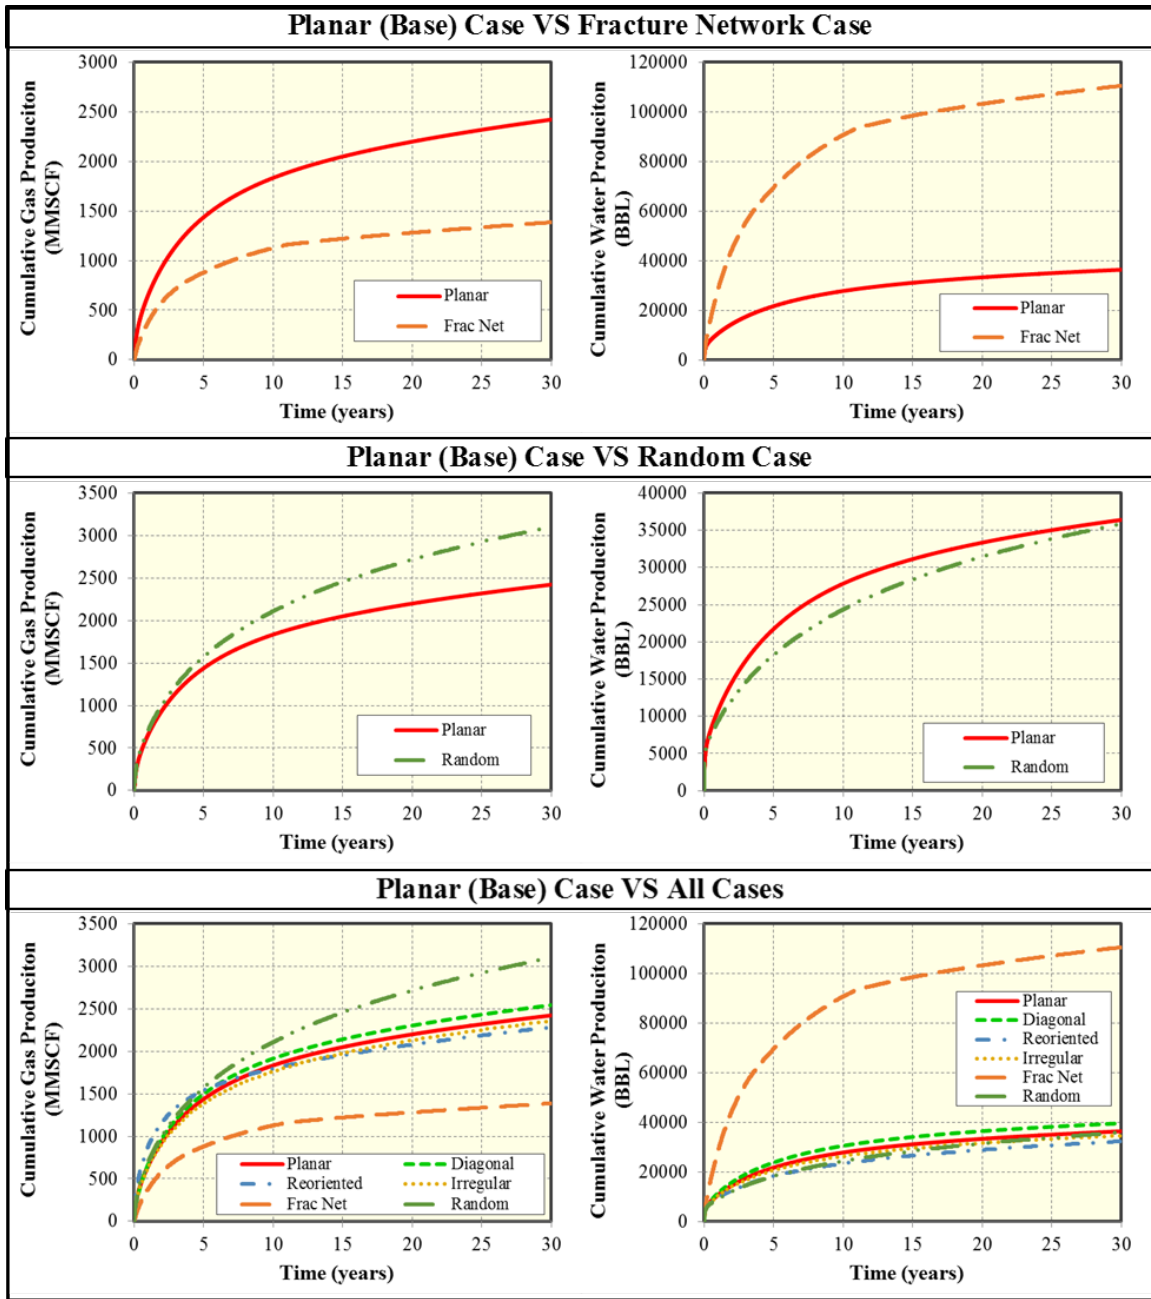 Planar (Base) Case VS Fracture Network Case
Cumulative Gas Produciton
(MMSCF)
3000
2500
2000
1500
1000
500
0
Planar
Frac Net
0 5 10 15 20 25 30
Time (years)
Cumulative Water Produciton
(BBL)
120000
100000
80000
60000
40000
20000
0
Planar
Frac Net
0 5 10 15 20 25 30
Time (years)
Planar (Base) Case VS Random Case
Cumulative Gas Produciton
(MMSCF)
3500
3000
2500
2000
1500
1000
500
0
Planar
Random
0 5 10 15 20 25 30
Time (years)
Cumulative Water Produciton
(BBL)
40000
35000
30000
25000
20000
15000
10000
5000
0
Planar
Random
0 5 10 15 20 25 30
Time (years)
Planar (Base) Case VS All Cases
Cumulative Gas Produciton
(MMSCF)
3500
3000
2500
2000
1500
1000
500
0
Planar Diagonal
Reoriented Irregular
Frac Net Random
0 5 10 15 20 25 30
Time (years)
Cumulative Water Produciton
(BBL)
120000
100000
80000
60000
40000
20000
0
Planar
Diagonal
Reoriented
Irregular
Frac Net
Random
0 5 10 15 20 25 30
Time (years)